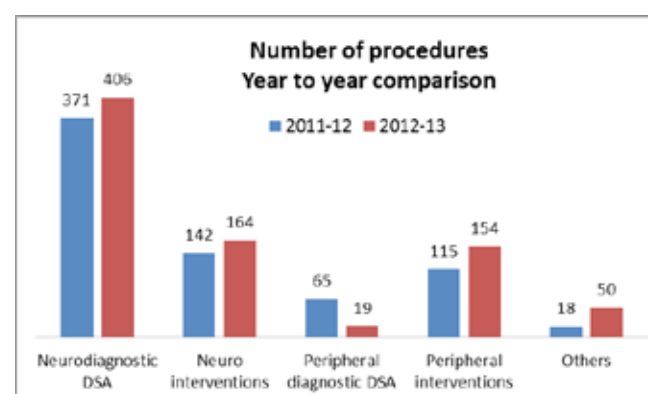 Number of procedures
Year to year comparison
2011-12 2012-13
371 406
142 164
65 19
115 154
18 50
Neurodiagnostic DSA
Neuro interventions
Peripheral diagnostic DSA
Peripheral interventions
Others